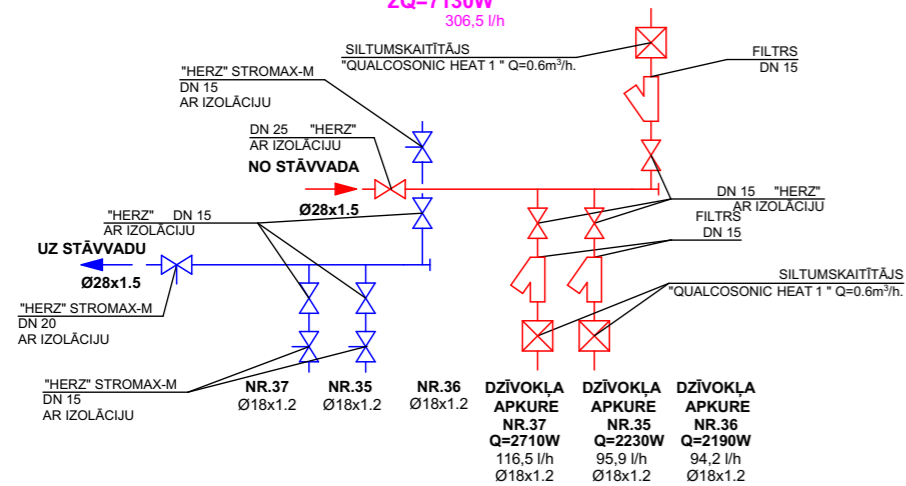 ΣQ=7130W
306,5 l/h
SILTUMSKAITĪTĀJS
"QUALCOSONIC HEAT 1 " Q=0.6m³/h.
FILTRS
DN 15
"HERZ" STROMAX-M
DN 15
AR IZOLĀCIJU
DN 25 "HERZ"
AR IZOLĀCIJU
NO STĀVVADA
Ø28x1.5
DN 15 "HERZ"
AR IZOLĀCIJU
FILTRS
DN 15
"HERZ" DN 15
AR IZOLĀCIJU
UZ STĀVVADU
Ø28x1.5
SILTUMSKAITĪTĀJS
"QUALCOSONIC HEAT 1 " Q=0.6m³/h.
"HERZ" STROMAX-M
DN 20
AR IZOLĀCIJU
"HERZ" STROMAX-M
DN 15
AR IZOLĀCIJU
NR.37
Ø18x1.2
NR.35
Ø18x1.2
NR.36
Ø18x1.2
DZĪVOKĻA
APKURE
NR.37
Q=2710W
116,5 l/h
Ø18x1.2
DZĪVOKĻA
APKURE
NR.35
Q=2230W
95,9 l/h
Ø18x1.2
DZĪVOKĻA
APKURE
NR.36
Q=2190W
94,2 l/h
Ø18x1.2